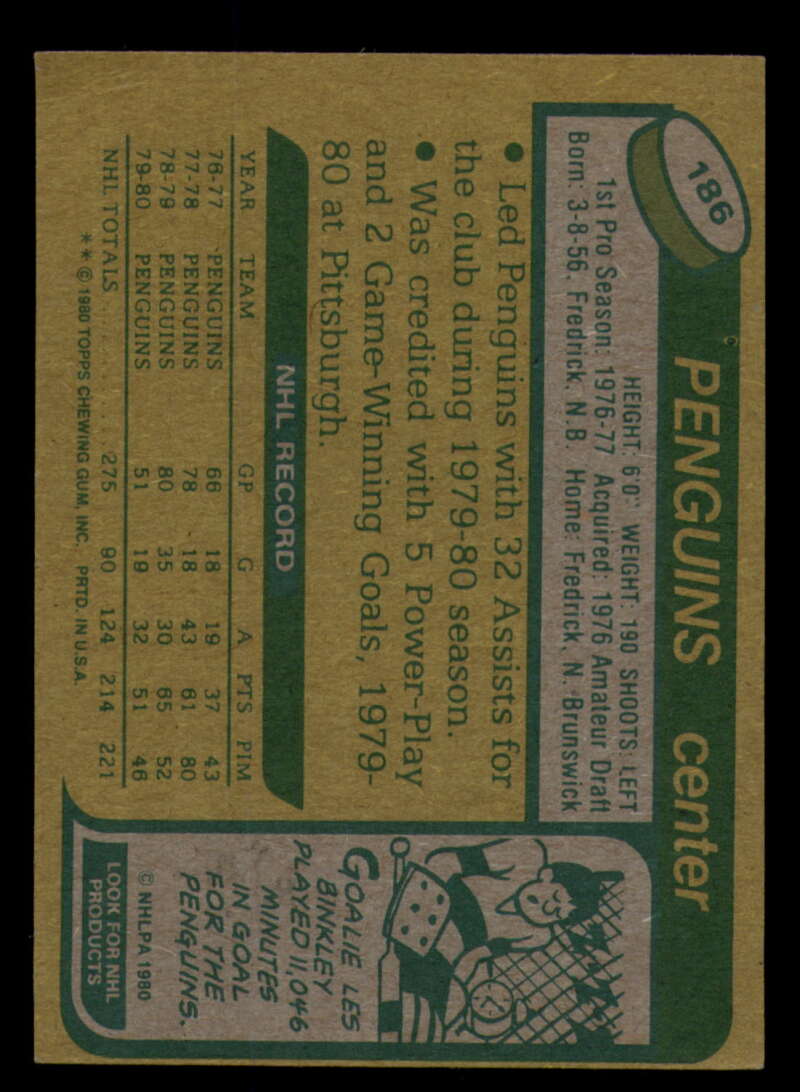 186
PENGUINS center
HEIGHT: 6'0" WEIGHT: 190 SHOOTS: LEFT
1st Pro Season: 1976-77 Acquired: 1976 Amateur Draft
Born: 3-8-56, Fredrick, N.B. Home: Fredrick, N. Brunswick
• Led Penguins with 32 Assists for
the club during 1979-80 season.
• Was credited with 5 Power-Play
and 2 Game-Winning Goals, 1979-
80 at Pittsburgh.
NHL RECORD
YEAR TEAM GP G A PTS PIM
76-77 PENGUINS 66 18 19 37 43
77-78 PENGUINS 78 18 43 61 80
78-79 PENGUINS 80 35 30 65 52
79-80 PENGUINS 51 19 32 51 46
NHL TOTALS .......... 275 90 124 214 221
** © 1980 TOPPS CHEWING GUM, INC. PRTD. IN U.S.A.
GOALIE LES
BINKLEY
PLAYED 11,046
MINUTES
IN GOAL
FOR THE
PENGUINS.
© NHLPA 1980
LOOK FOR NHL
PRODUCTS